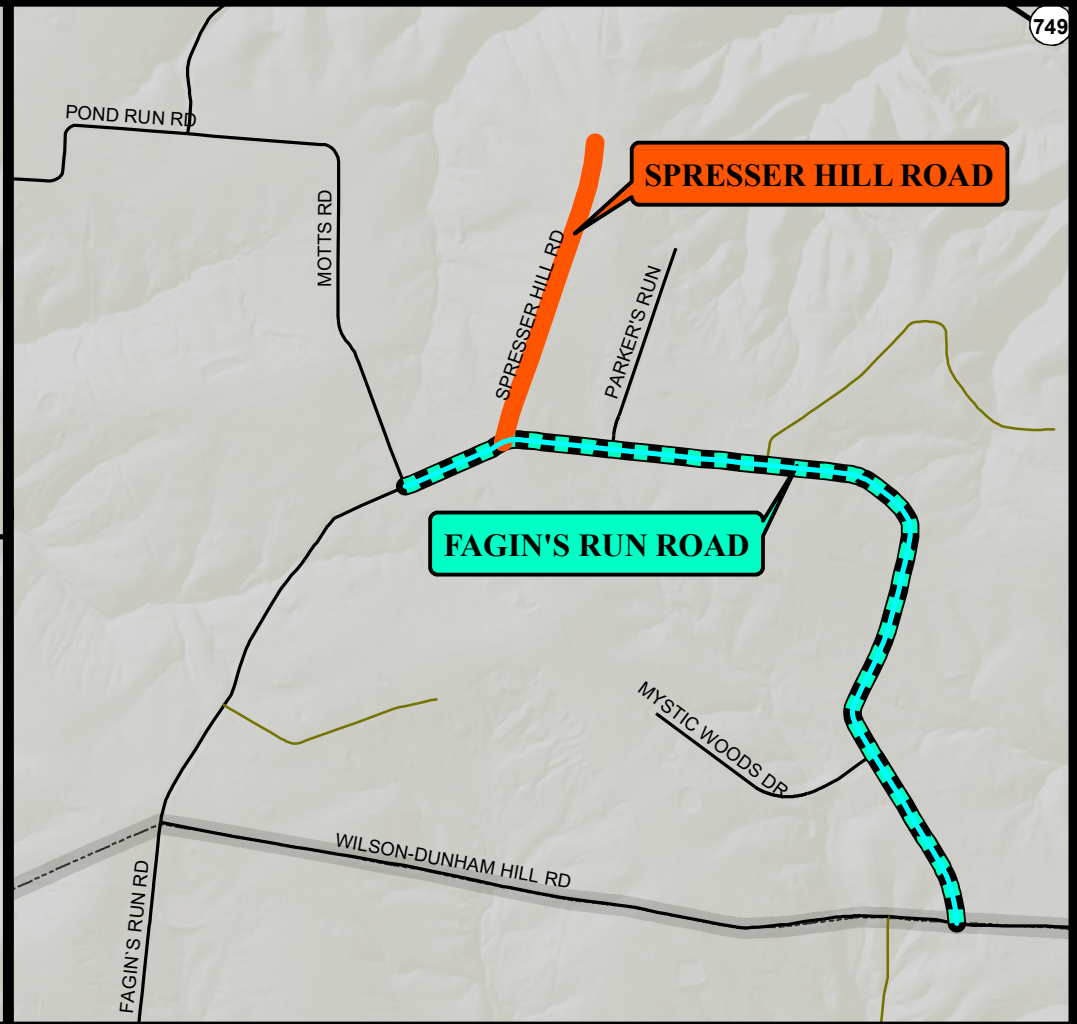 749
POND RUN RD
SPRESSER HILL ROAD
MOTTS RD
SPRESSER HILL RD
PARKER'S RUN
FAGIN'S RUN ROAD
MYSTIC WOODS DR
WILSON-DUNHAM HILL RD
FAGIN'S RUN RD